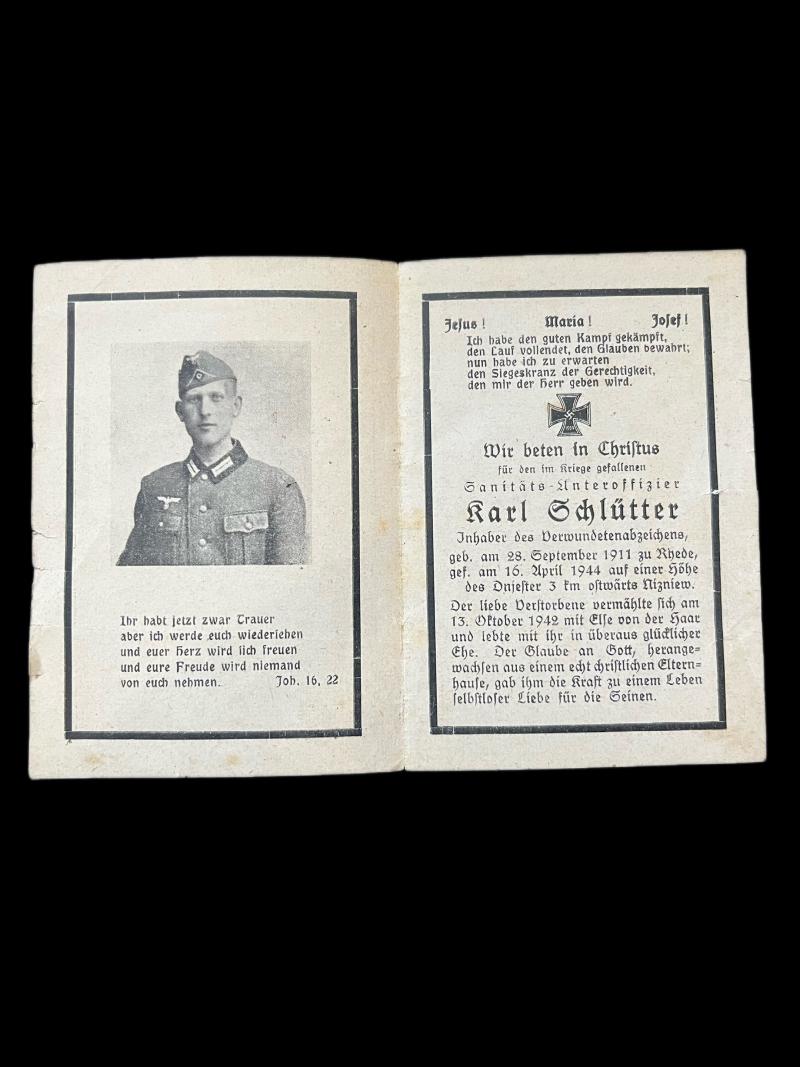 Ihr habt jetzt zwar Trauer
aber ich werde euch wiedersehen
und euer Herz wird sich freuen
und eure Freude wird niemand
von euch nehmen. Joh. 16, 22
Jesus! Maria! Josef!
Ich habe den guten Kampf gekämpft,
den Lauf vollendet, den Glauben bewahrt;
nun habe ich zu erwarten
den Siegeskranz der Gerechtigkeit,
den mir der Herr geben wird.
Wir beten in Christus
für den im Kriege gefallenen
Sanitäts-Unteroffizier
Karl Schlütter
Inhaber des Verwundetenabzeichens,
geb. am 28. September 1911 zu Rhede,
gef. am 16. April 1944 auf einer Höhe
des Dnjester 3 km ostwärts Nizniew.
Der liebe Verstorbene vermählte sich am
13. Oktober 1942 mit Else von der Haar
und lebte mit ihr in überaus glücklicher
Ehe. Der Glaube an Gott, herange=
wachsen aus einem echt christlichen Eltern=
hause, gab ihm die Kraft zu einem Leben
selbstloser Liebe für die Seinen.